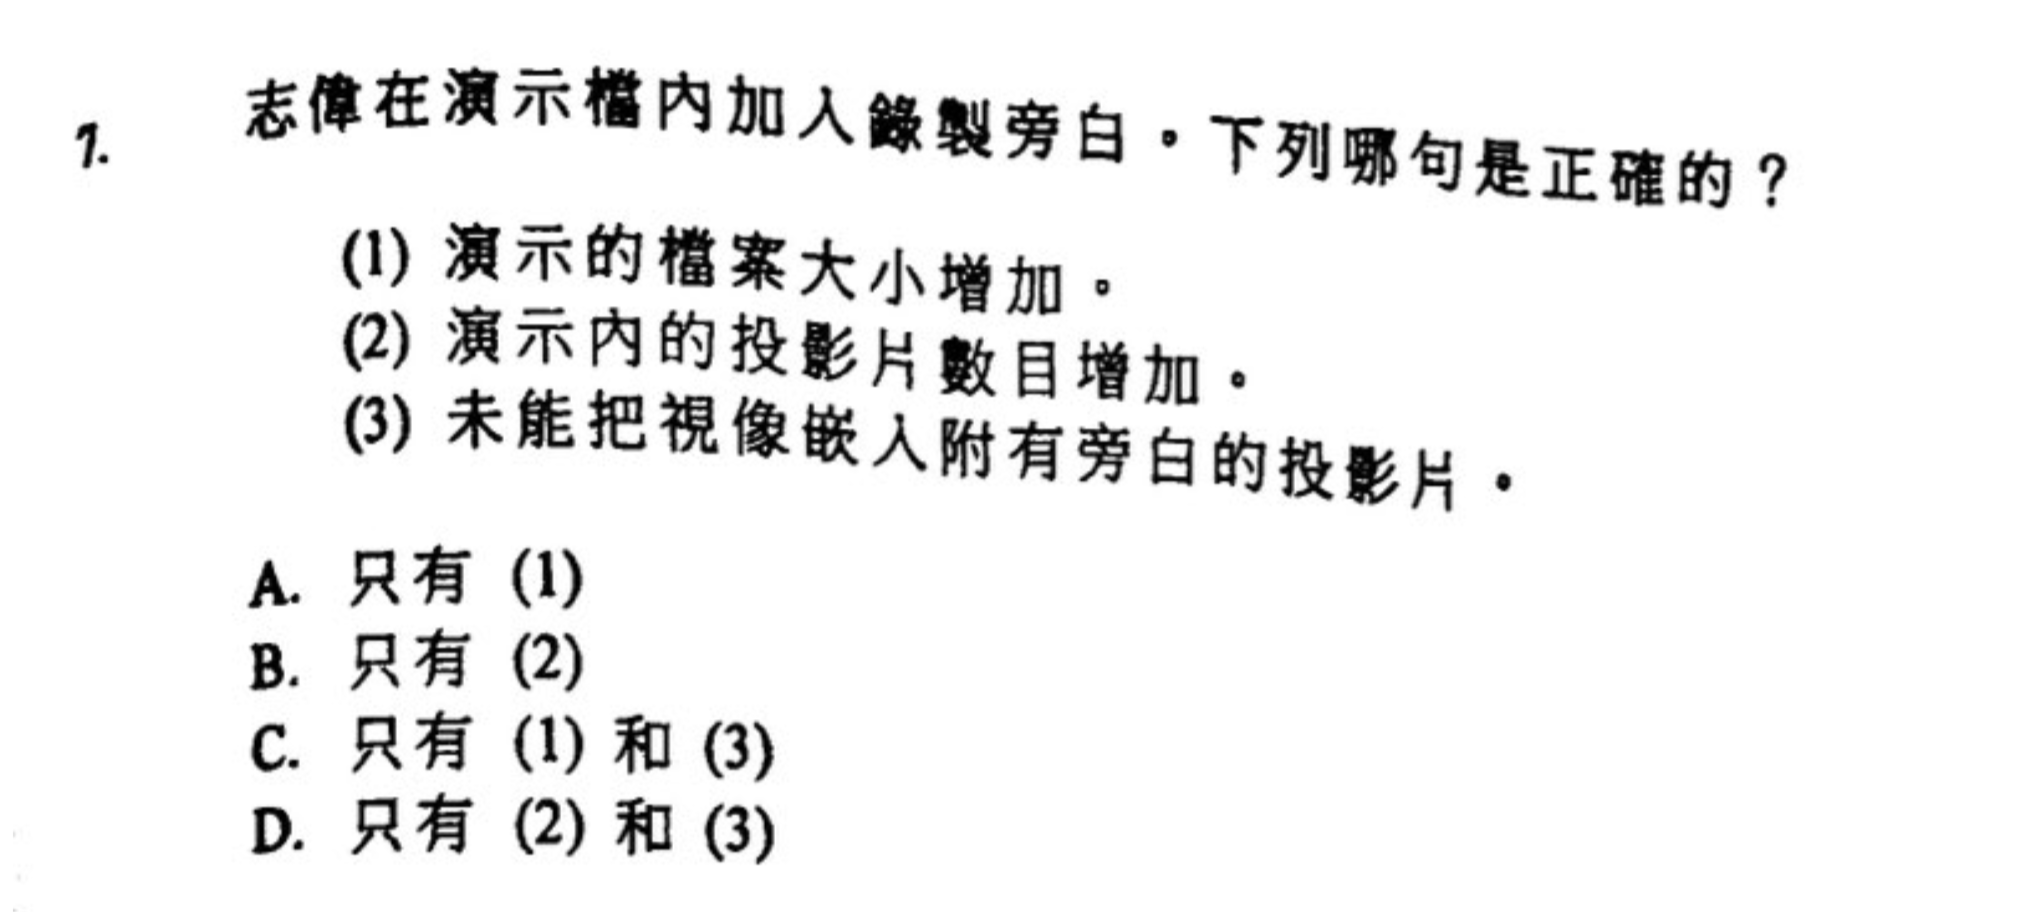 7. 志偉在演示檔內加入錄製旁白。下列哪句是正確的？
(1) 演示的檔案大小增加。
(2) 演示內的投影片數目增加。
(3) 未能把視像嵌入附有旁白的投影片。
A. 只有 (1)
B. 只有 (2)
C. 只有 (1) 和 (3)
D. 只有 (2) 和 (3)